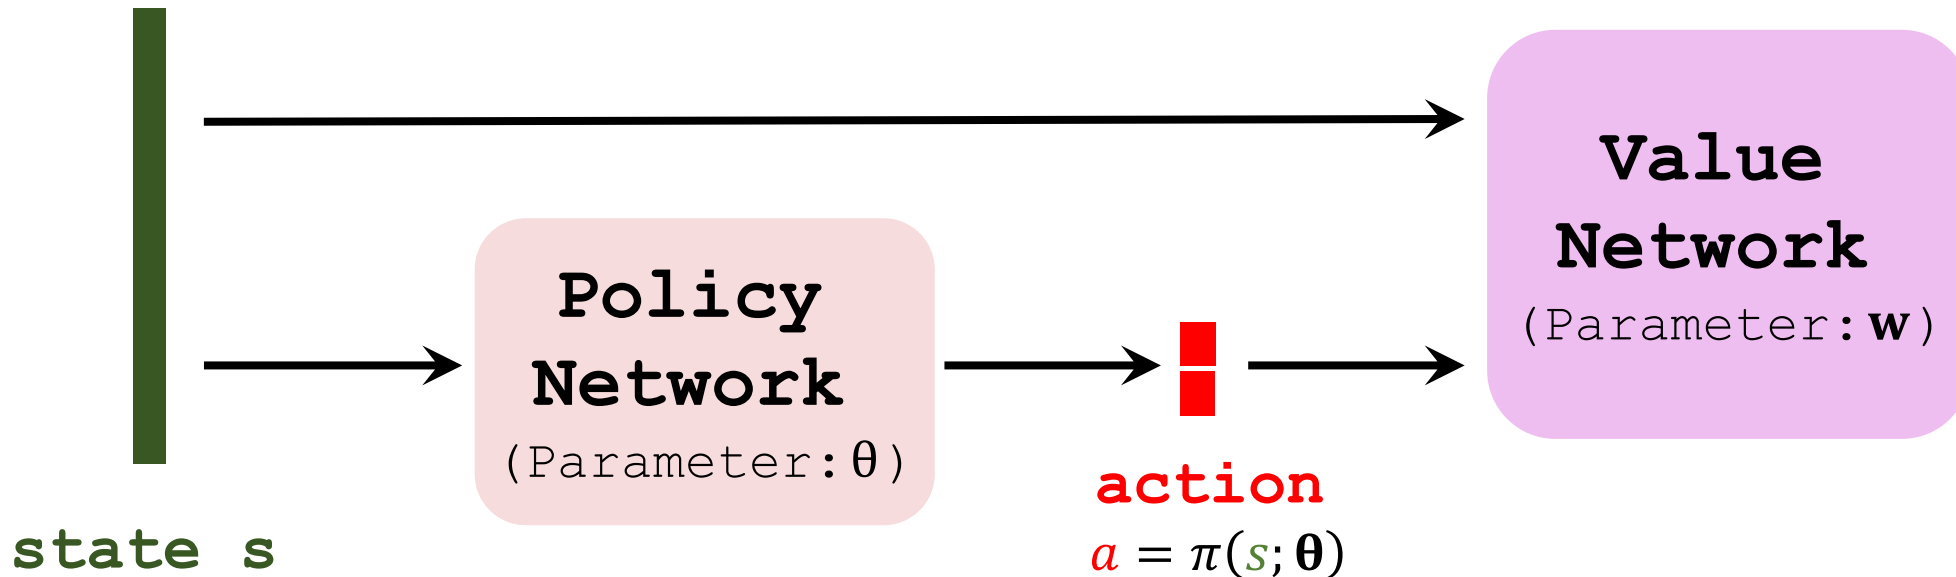 state s
Policy
Network
(Parameter: θ)
action
a = π(s; θ)
Value
Network
(Parameter: w)